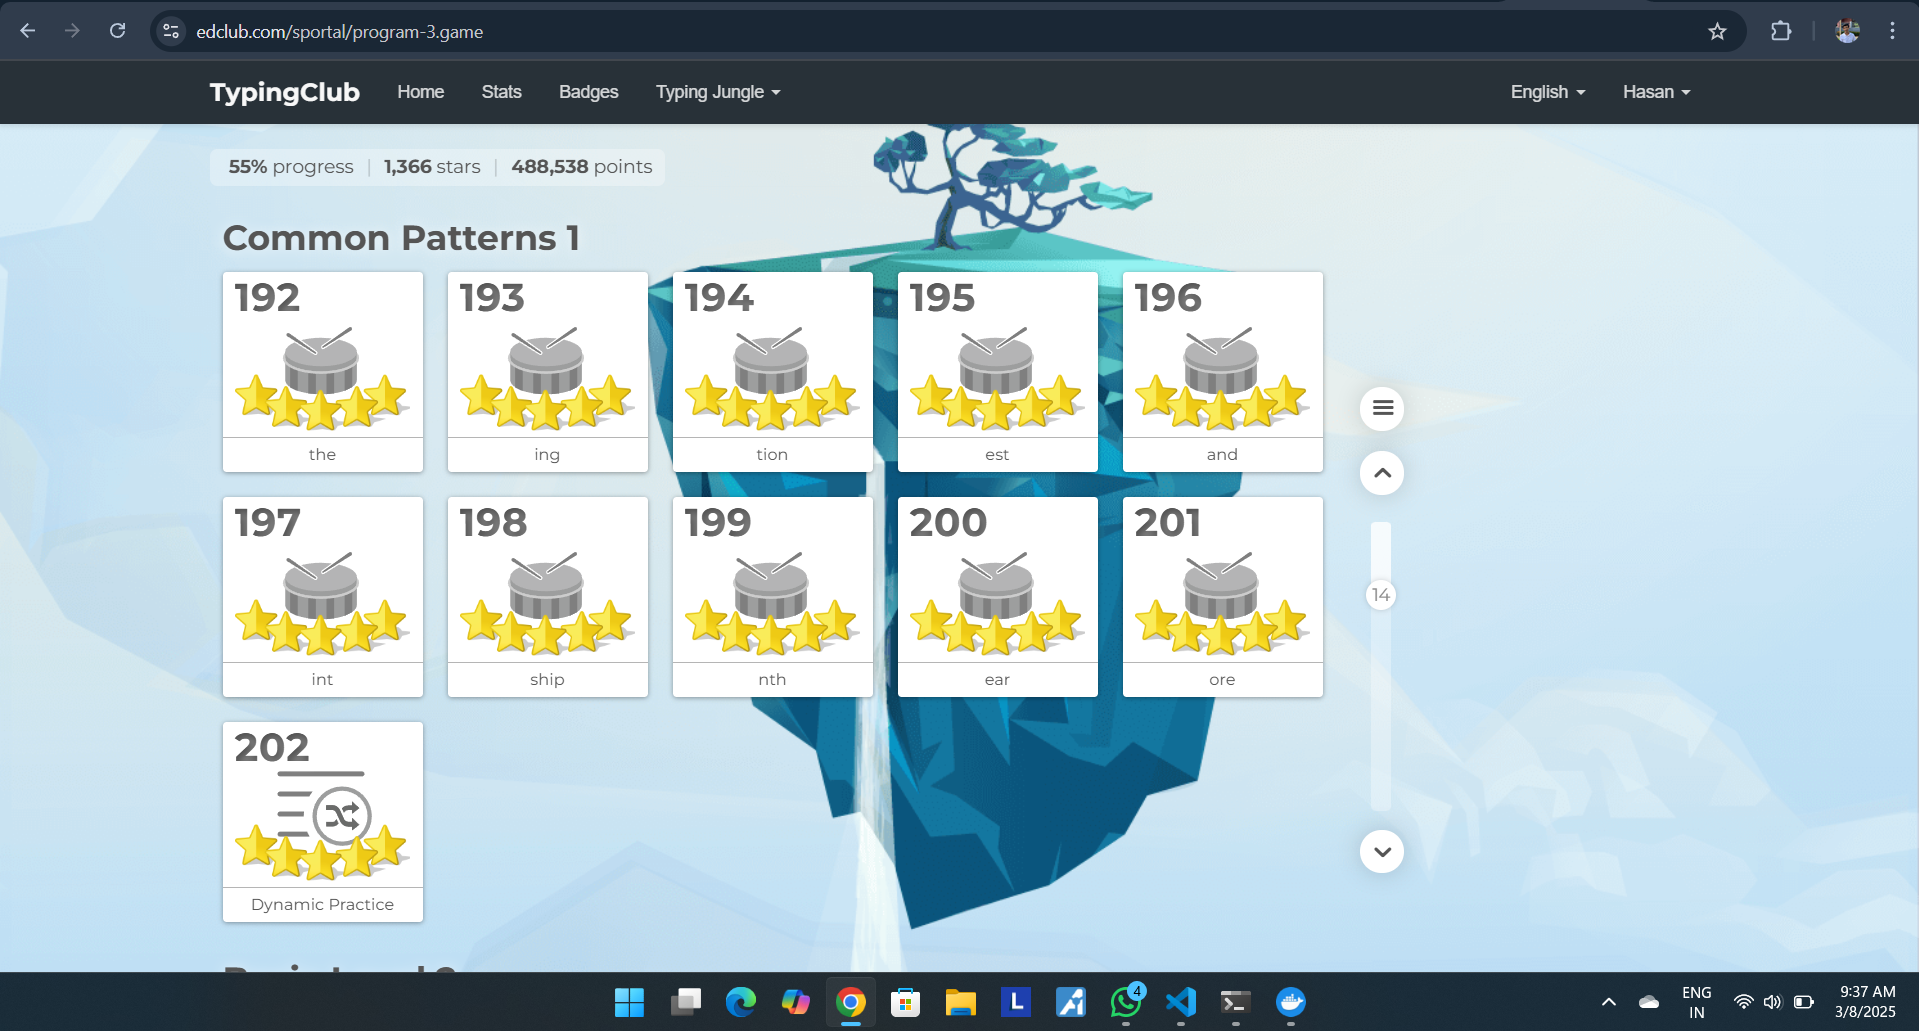 edclub.com/sportal/program-3.game
TypingClub Home Stats Badges Typing Jungle English Hasan
55% progress | 1,366 stars | 488,538 points
Common Patterns 1
192 193 194 195 196
the ing tion est and
197 198 199 200 201
int ship nth ear ore
14
202
Dynamic Practice
4
L
ENG
IN
9:37 AM
3/8/2025